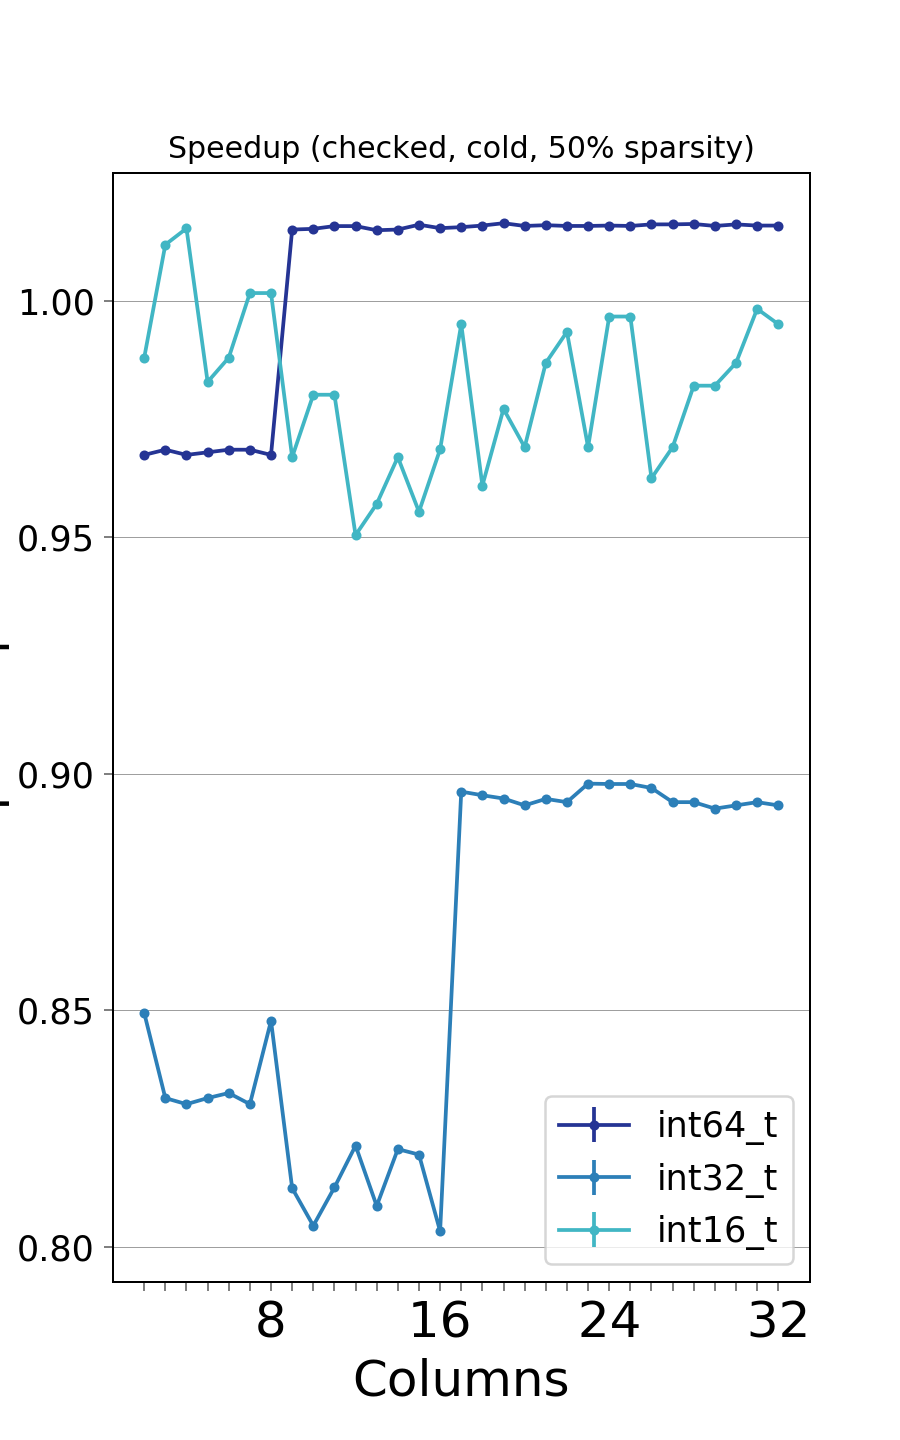 Speedup (checked, cold, 50% sparsity)
1.00
0.95
0.90
0.85
0.80
int64_t
int32_t
int16_t
8 16 24 32
Columns